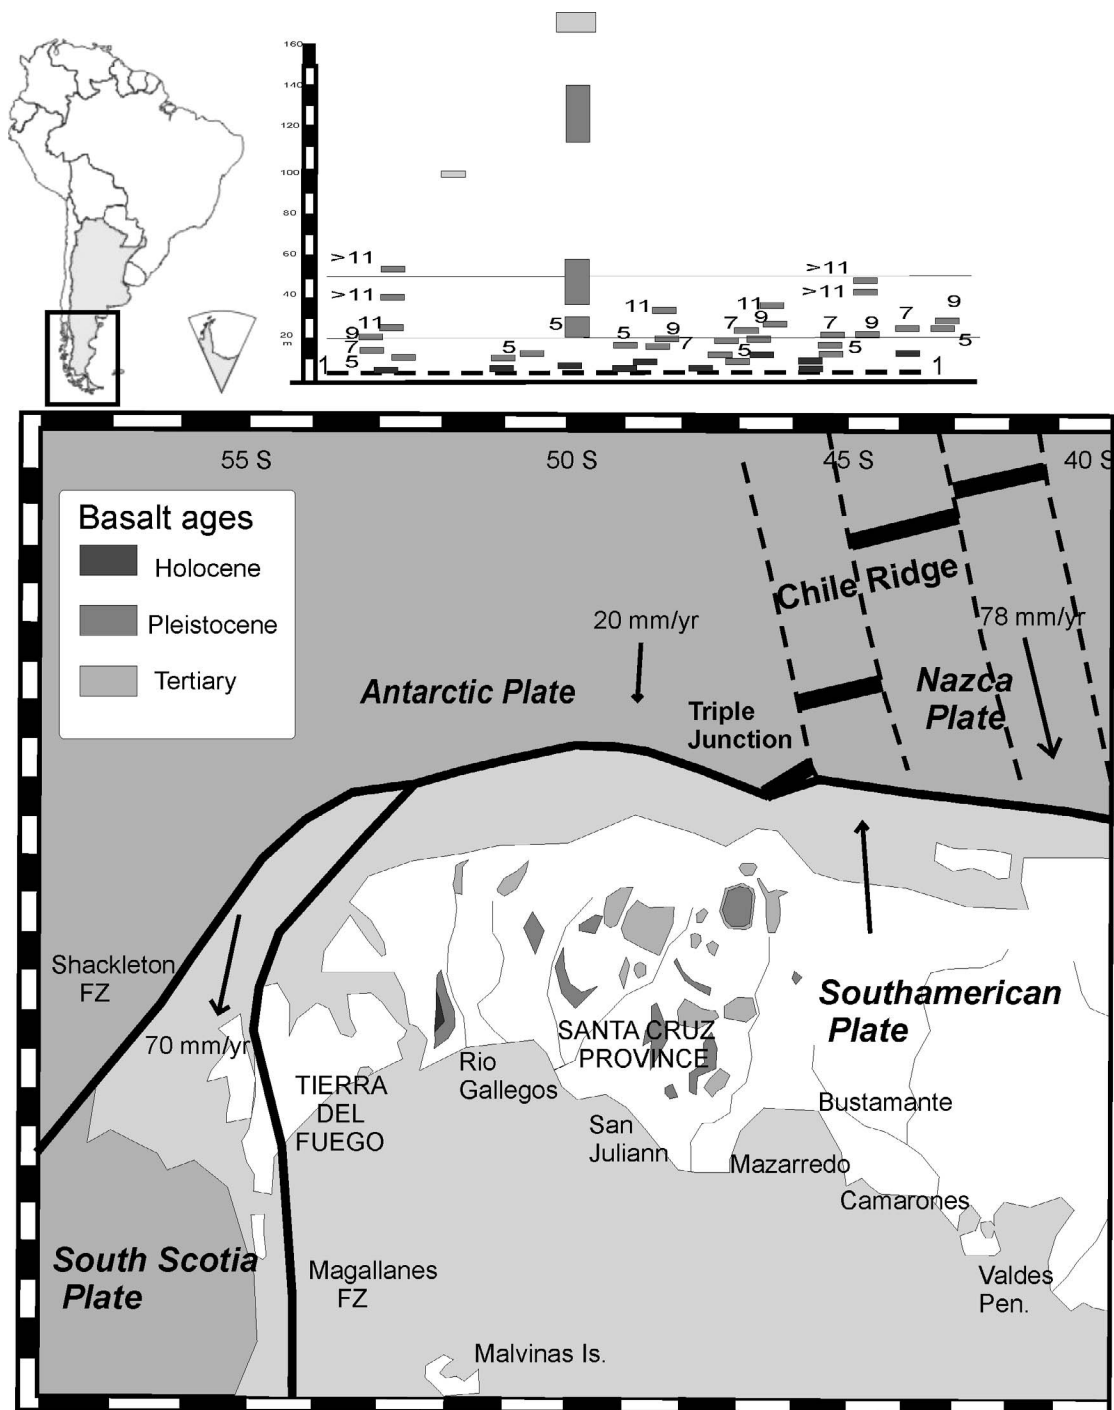 160
140
120
100
80
60
40
20
m
>11
>11
11
9
7
5
1
5
5
11
5
9
7
11
7
9
5
>11
>11
7
9
5
9
5
1
55 S
50 S
45 S
40 S
Basalt ages
Holocene
Pleistocene
Tertiary
Chile Ridge
20 mm/yr
78 mm/yr
Antarctic Plate
Nazca
Plate
Triple
Junction
Shackleton
FZ
70 mm/yr
Southamerican
Plate
SANTA CRUZ
PROVINCE
TIERRA
DEL
FUEGO
Rio
Gallegos
San
Juliann
Bustamante
Mazarredo
Camarones
South Scotia
Plate
Magallanes
FZ
Valdes
Pen.
Malvinas Is.